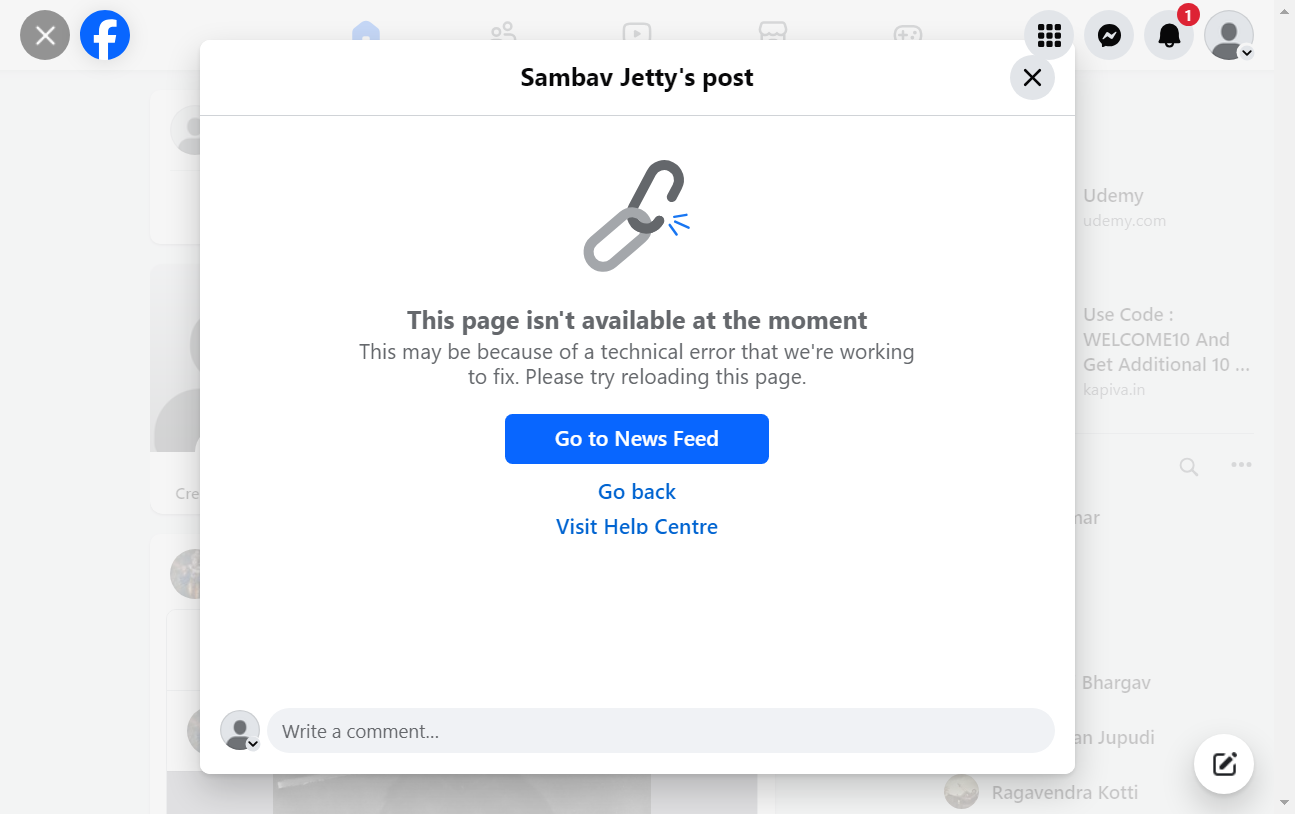 1
Sambav Jetty's post
Udemy
udemy.com
This page isn't available at the moment
This may be because of a technical error that we're working
to fix. Please try reloading this page.
Use Code :
WELCOME10 And
Get Additional 10 ...
kapiva.in
Go to News Feed
Go back
Visit Help Centre
Cre
mar
Bhargav
an Jupudi
Write a comment...
Ragavendra Kotti